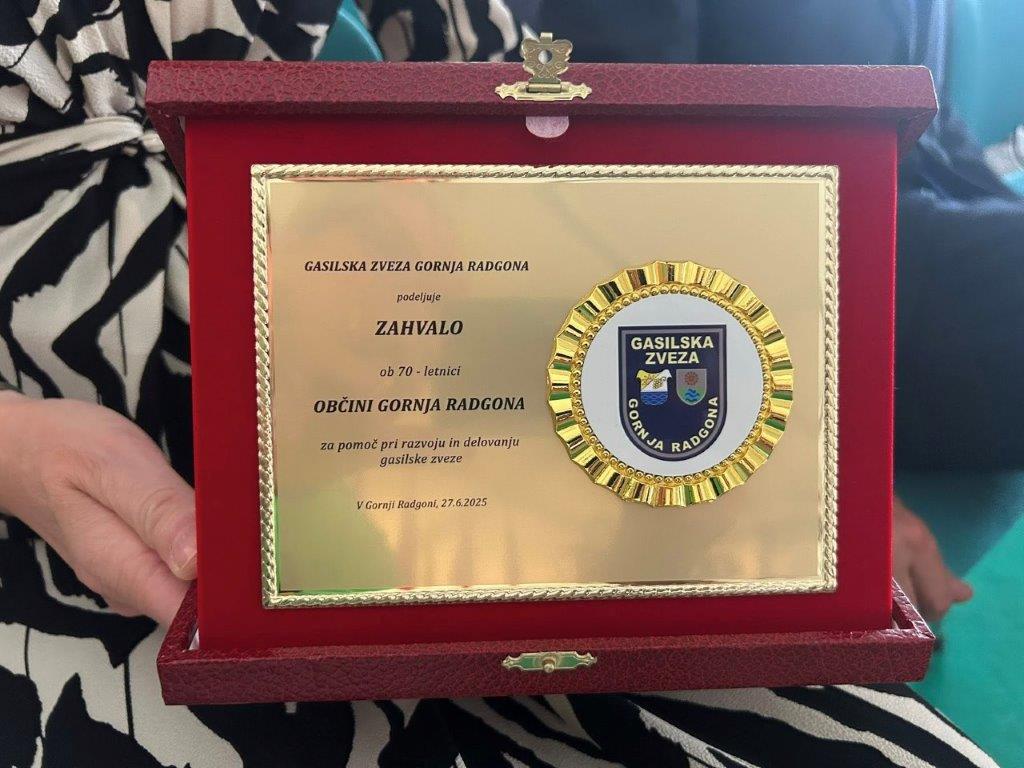 GASILSKA ZVEZA GORNJA RADGONA
podeljuje
ZAHVALO
ob 70 - letnici
OBČINI GORNJA RADGONA
za pomoč pri razvoju in delovanju
gasilske zveze
V Gornji Radgoni, 27.6.2025
GASILSKA
ZVEZA
GORNJA RADGONA